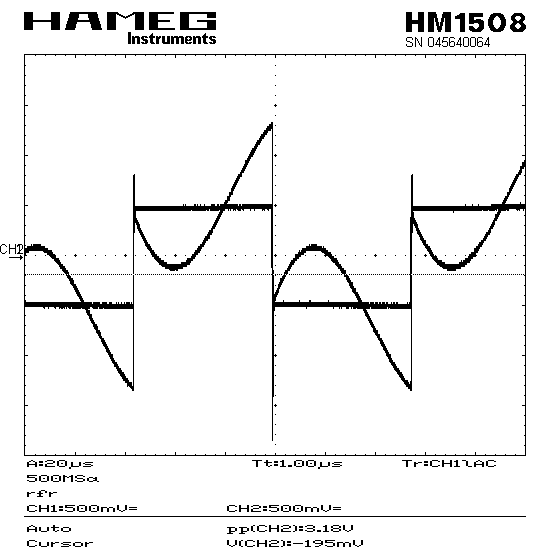 HAMEG HM1508
Instruments SN 045640064
CH2
A:20µs Tt:1.00µs Tr:CH1\AC
500MSa
rfr
CH1:500mV= CH2:500mV=
Auto pp(CH2):3.18V
Cursor V(CH2):-195mV